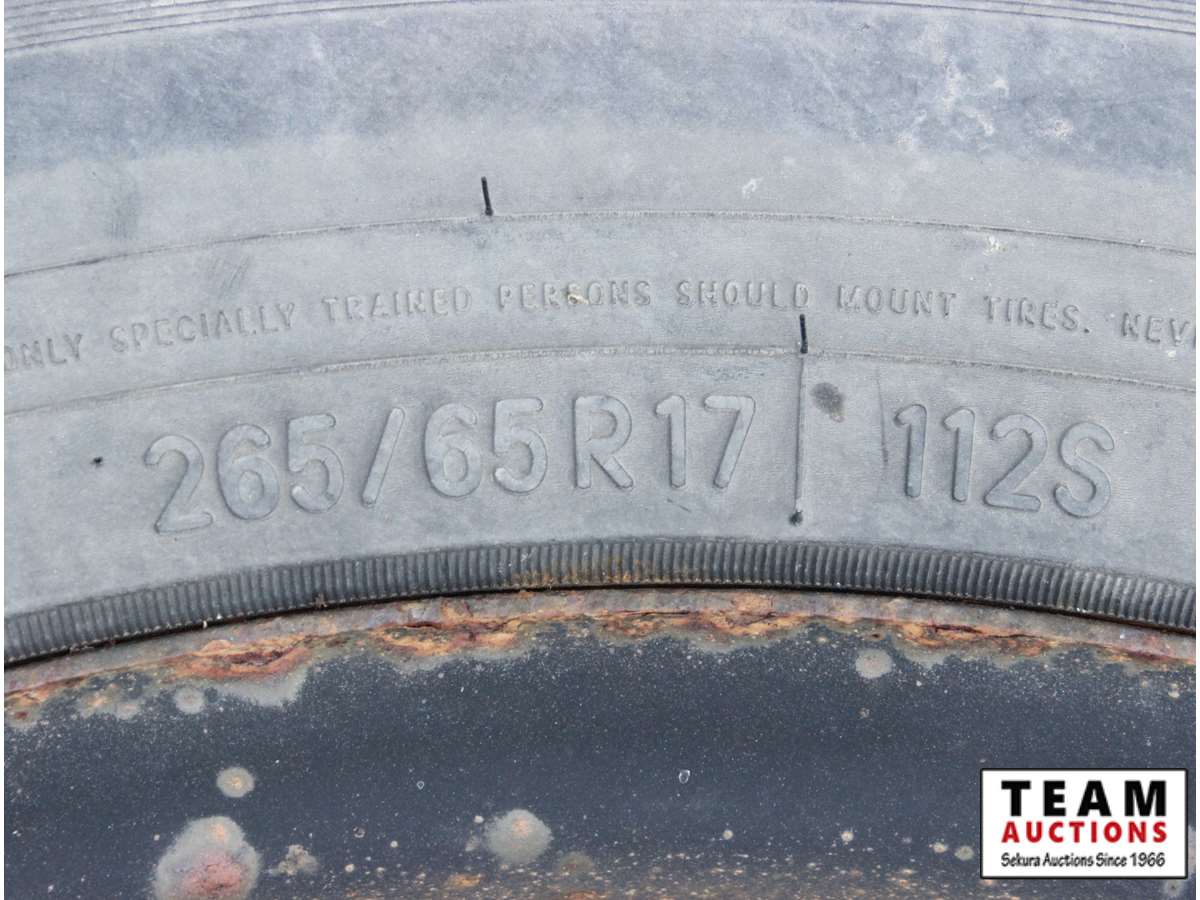 ONLY SPECIALLY TRAINED PERSONS SHOULD MOUNT TIRES.
265/65R17 112S
TEAM
AUCTIONS
Sekura Auctions Since 1966